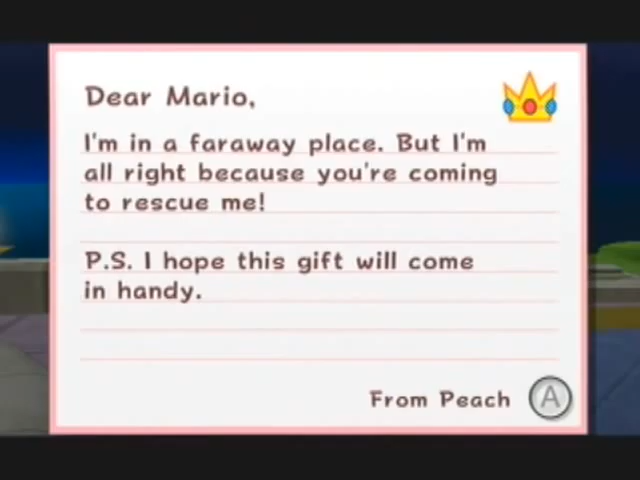 Dear Mario,
I'm in a faraway place. But I'm
all right because you're coming
to rescue me!
P.S. I hope this gift will come
in handy.
From Peach
A